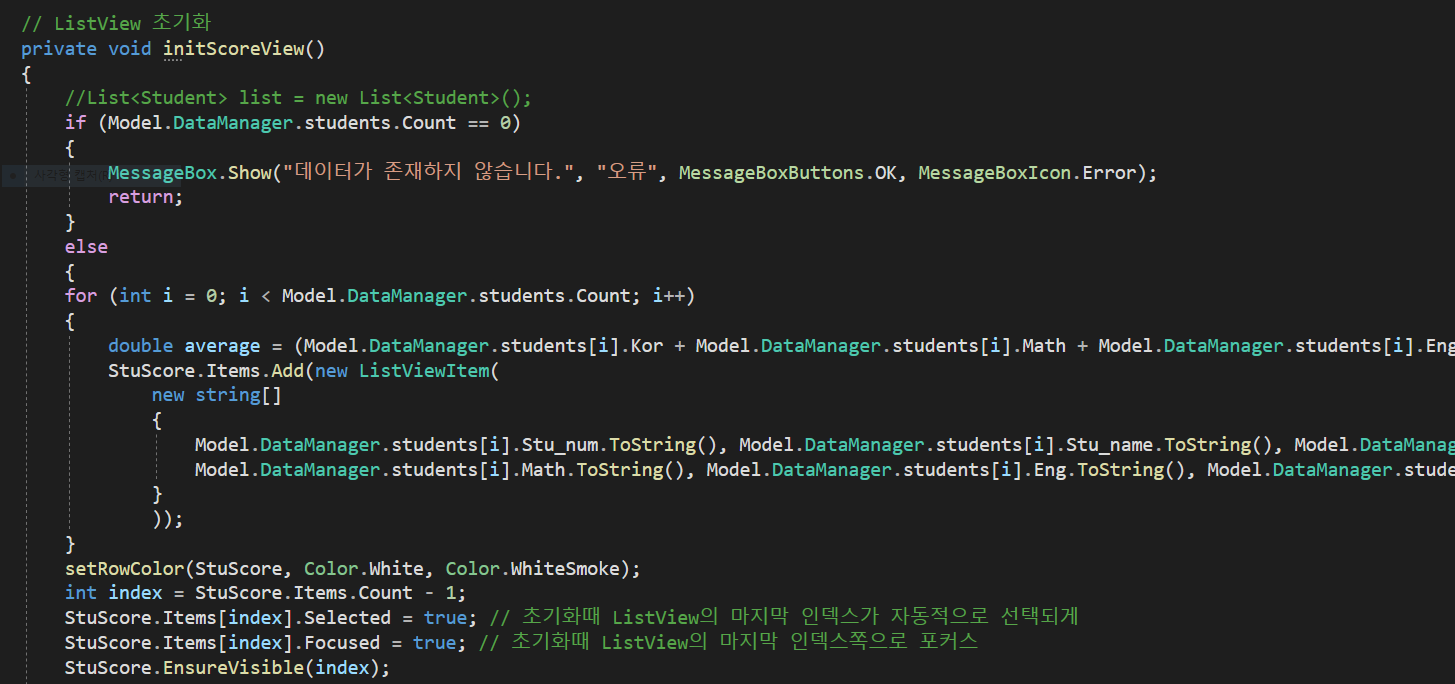 // ListView 초기화
private void initScoreView()
{
//List<Student> list = new List<Student>();
if (Model.DataManager.students.Count == 0)
{
MessageBox.Show("데이터가 존재하지 않습니다.", "오류", MessageBoxButtons.OK, MessageBoxIcon.Error);
return;
}
else
{
for (int i = 0; i < Model.DataManager.students.Count; i++)
{
double average = (Model.DataManager.students[i].Kor + Model.DataManager.students[i].Math + Model.DataManager.students[i].Eng
StuScore.Items.Add(new ListViewItem(
new string[]
{
Model.DataManager.students[i].Stu_num.ToString(), Model.DataManager.students[i].Stu_name.ToString(), Model.DataManag
Model.DataManager.students[i].Math.ToString(), Model.DataManager.students[i].Eng.ToString(), Model.DataManager.stude
}
));
}
setRowColor(StuScore, Color.White, Color.WhiteSmoke);
int index = StuScore.Items.Count - 1;
StuScore.Items[index].Selected = true; // 초기화때 ListView의 마지막 인덱스가 자동적으로 선택되게
StuScore.Items[index].Focused = true; // 초기화때 ListView의 마지막 인덱스쪽으로 포커스
StuScore.EnsureVisible(index);